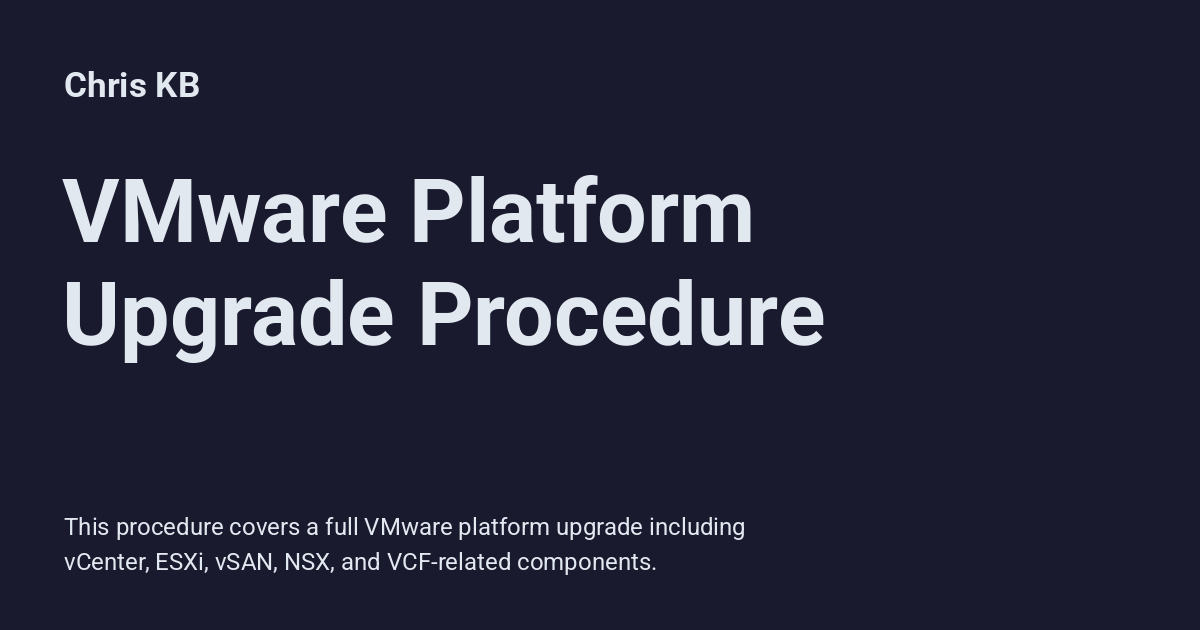 Chris KB
VMware Platform
Upgrade Procedure
This procedure covers a full VMware platform upgrade including
vCenter, ESXi, vSAN, NSX, and VCF-related components.